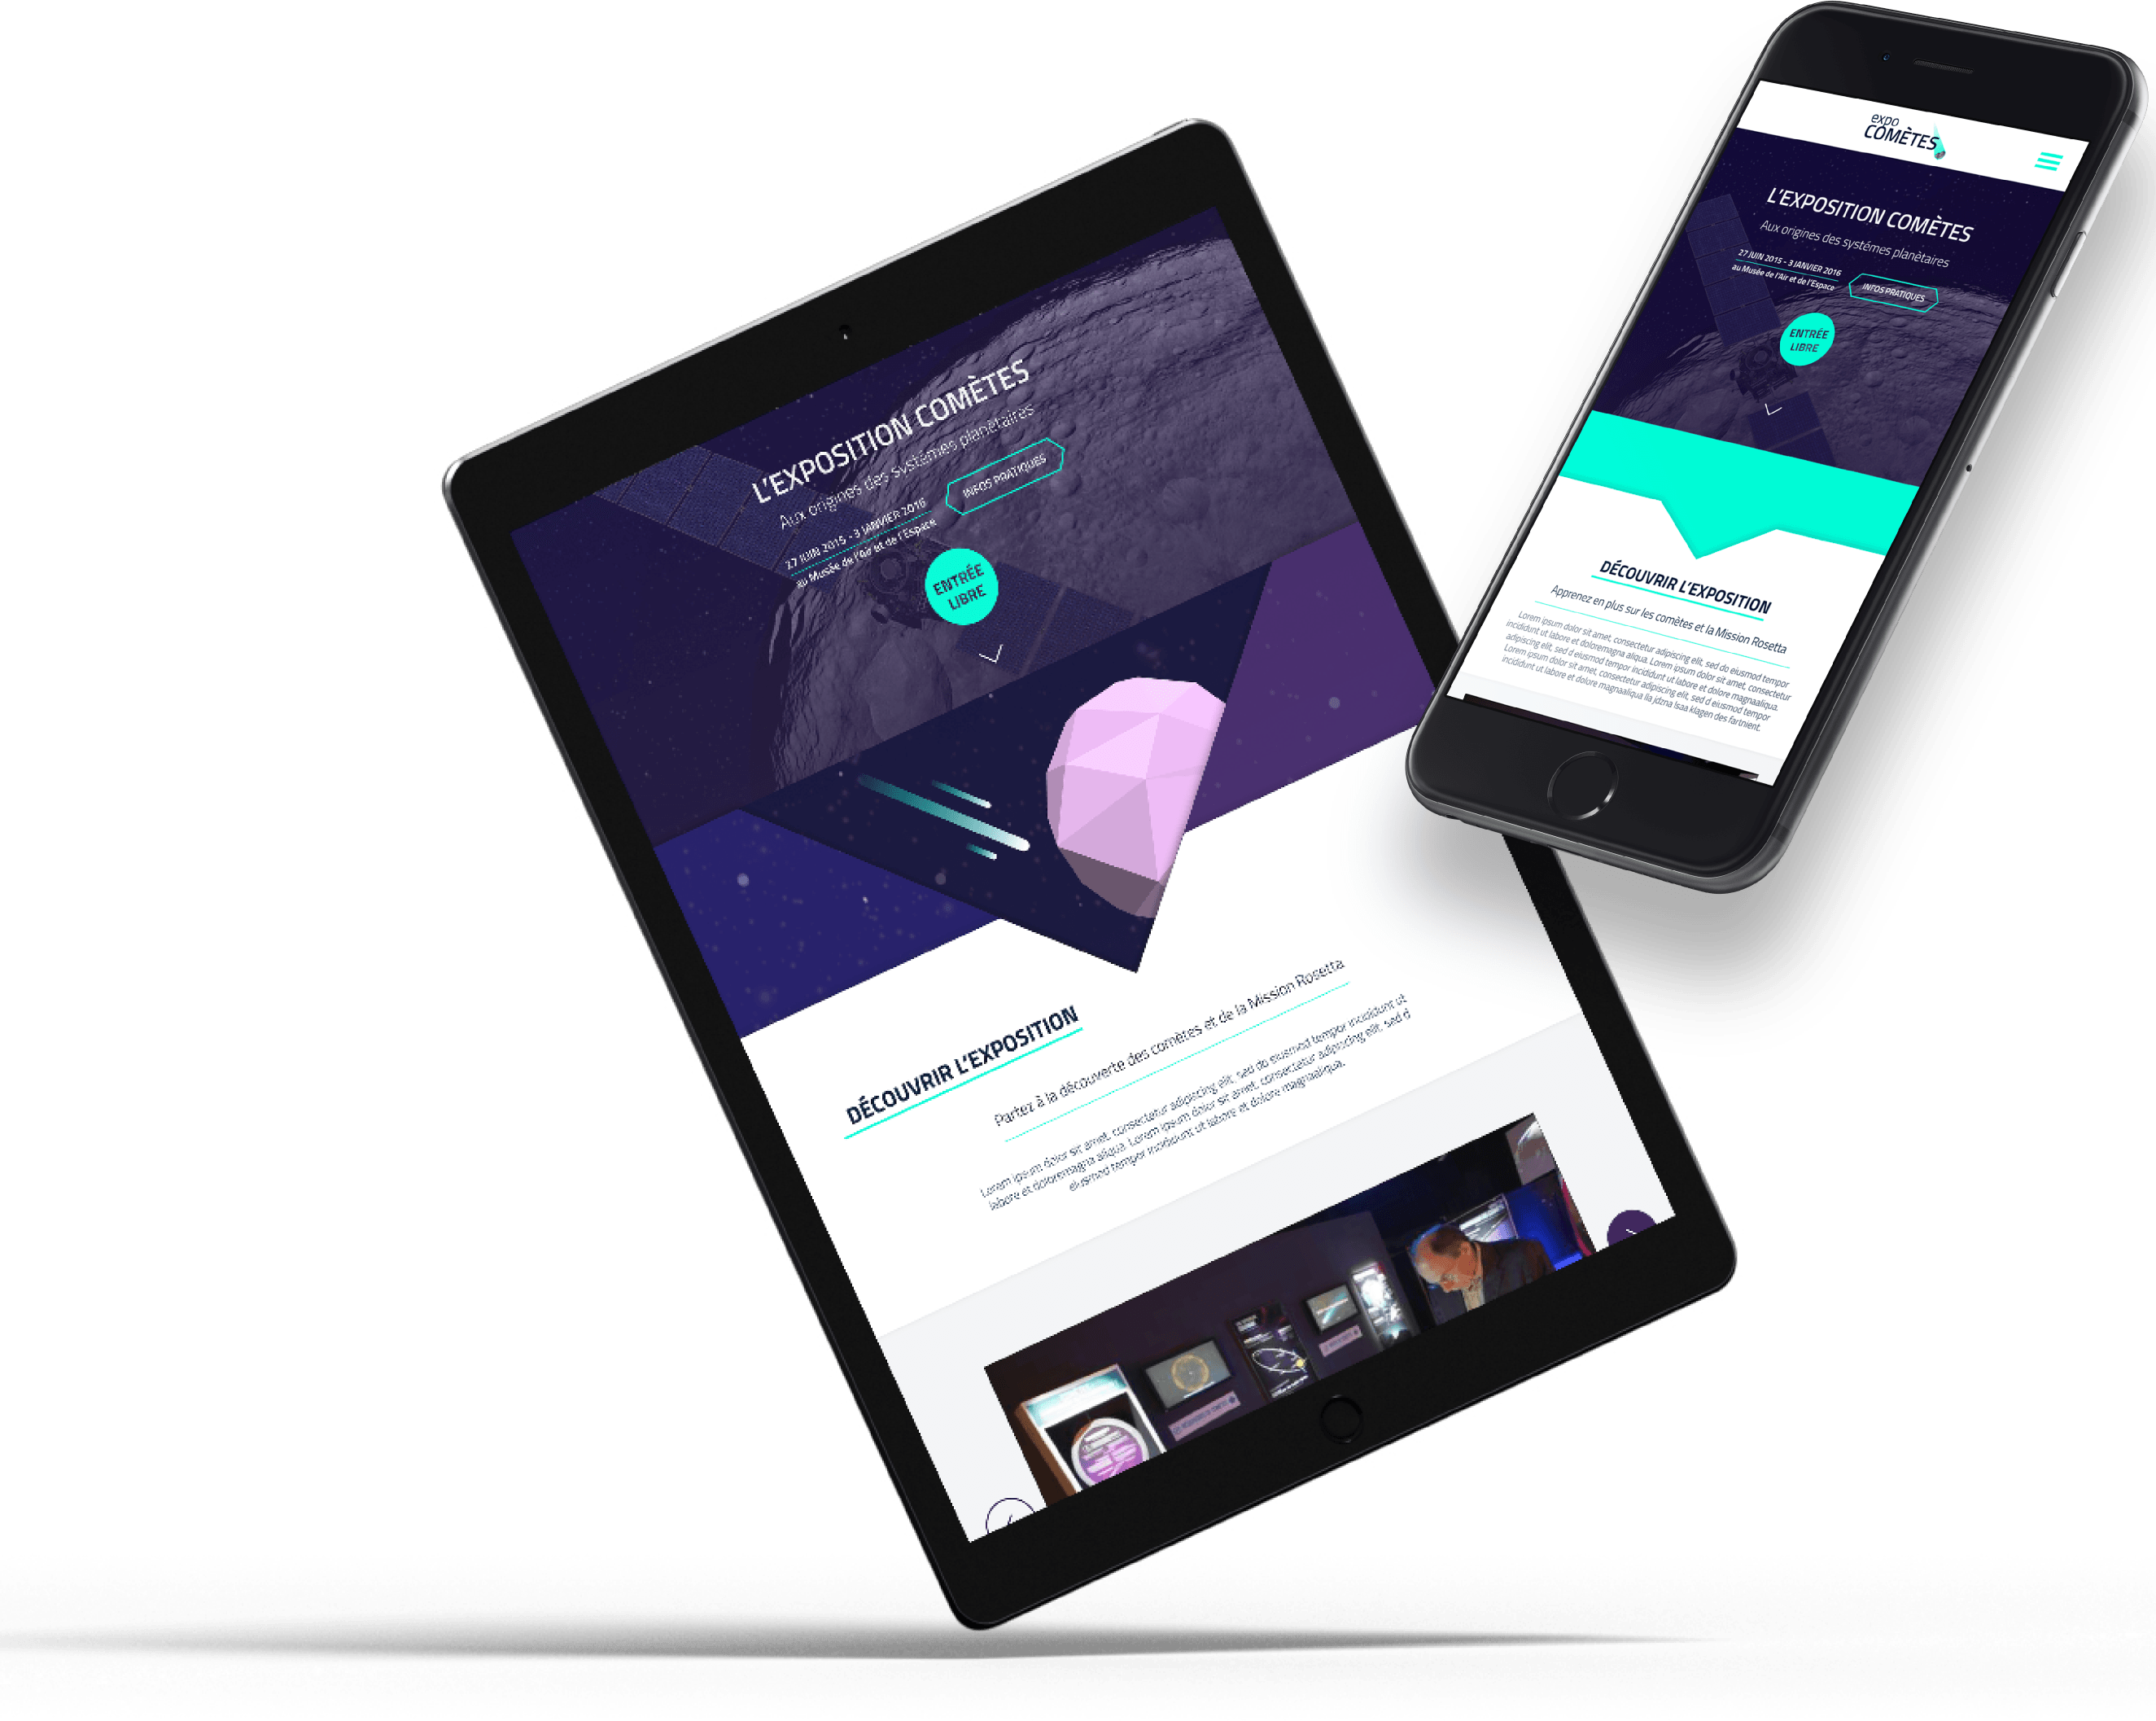 L'EXPOSITION COMÈTES
Aux origines des systèmes planètaires
27 JUIN 2015 - 3 JANVIER 2016
au Musée de l'Air et de l'Espace
INFOS PRATIQUES
ENTRÉE
LIBRE
DÉCOUVRIR L'EXPOSITION
Partez à la découverte des comètes et de la Mission Rosetta
Lorem ipsum dolor sit amet, consectetur adipiscing elit, sed do eiusmod tempor incididunt ut
labore et doloremagna aliqua. Lorem ipsum dolor sit amet, consectetur adipiscing elit, sed d
eiusmod tempor incididunt ut labore et dolore magnaaliqua.
expo
COMÈTES
L'EXPOSITION COMÈTES
Aux origines des systémes planètaires
27 JUIN 2015 - 3 JANVIER 2016
au Musée de l'Air et de l'Espace
INFOS PRATIQUES
ENTRÉE
LIBRE
DÉCOUVRIR L'EXPOSITION
Apprenez en plus sur les comètes et la Mission Rosetta
Lorem ipsum dolor sit amet, consectetur adipiscing elit, sed do eiusmod tempor
incididunt ut labore et doloremagna aliqua. Lorem ipsum dolor sit amet, consectetur
adipiscing elit, sed d eiusmod tempor incididunt ut labore et dolore magnaaliqua.
Lorem ipsum dolor sit amet, consectetur adipiscing elit, sed d eiusmod tempor
incididunt ut labore et dolore magnaaliqua lia jdzna lsaa klagen des fartnient.